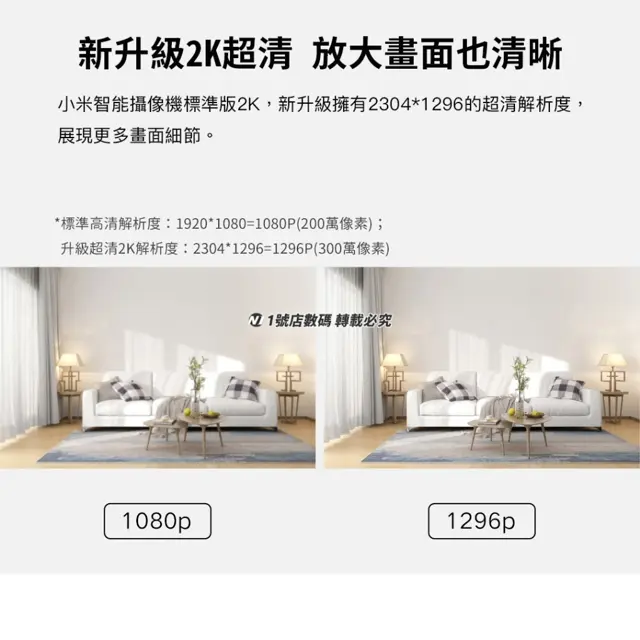 新升級2K超清 放大畫面也清晰
小米智能攝像機標準版2K，新升級擁有2304*1296的超清解析度，
展現更多畫面細節。
*標準高清解析度：1920*1080=1080P(200萬像素)；
升級超清2K解析度：2304*1296=1296P(300萬像素)
1號店數碼 轉載必究
1080p
1296p